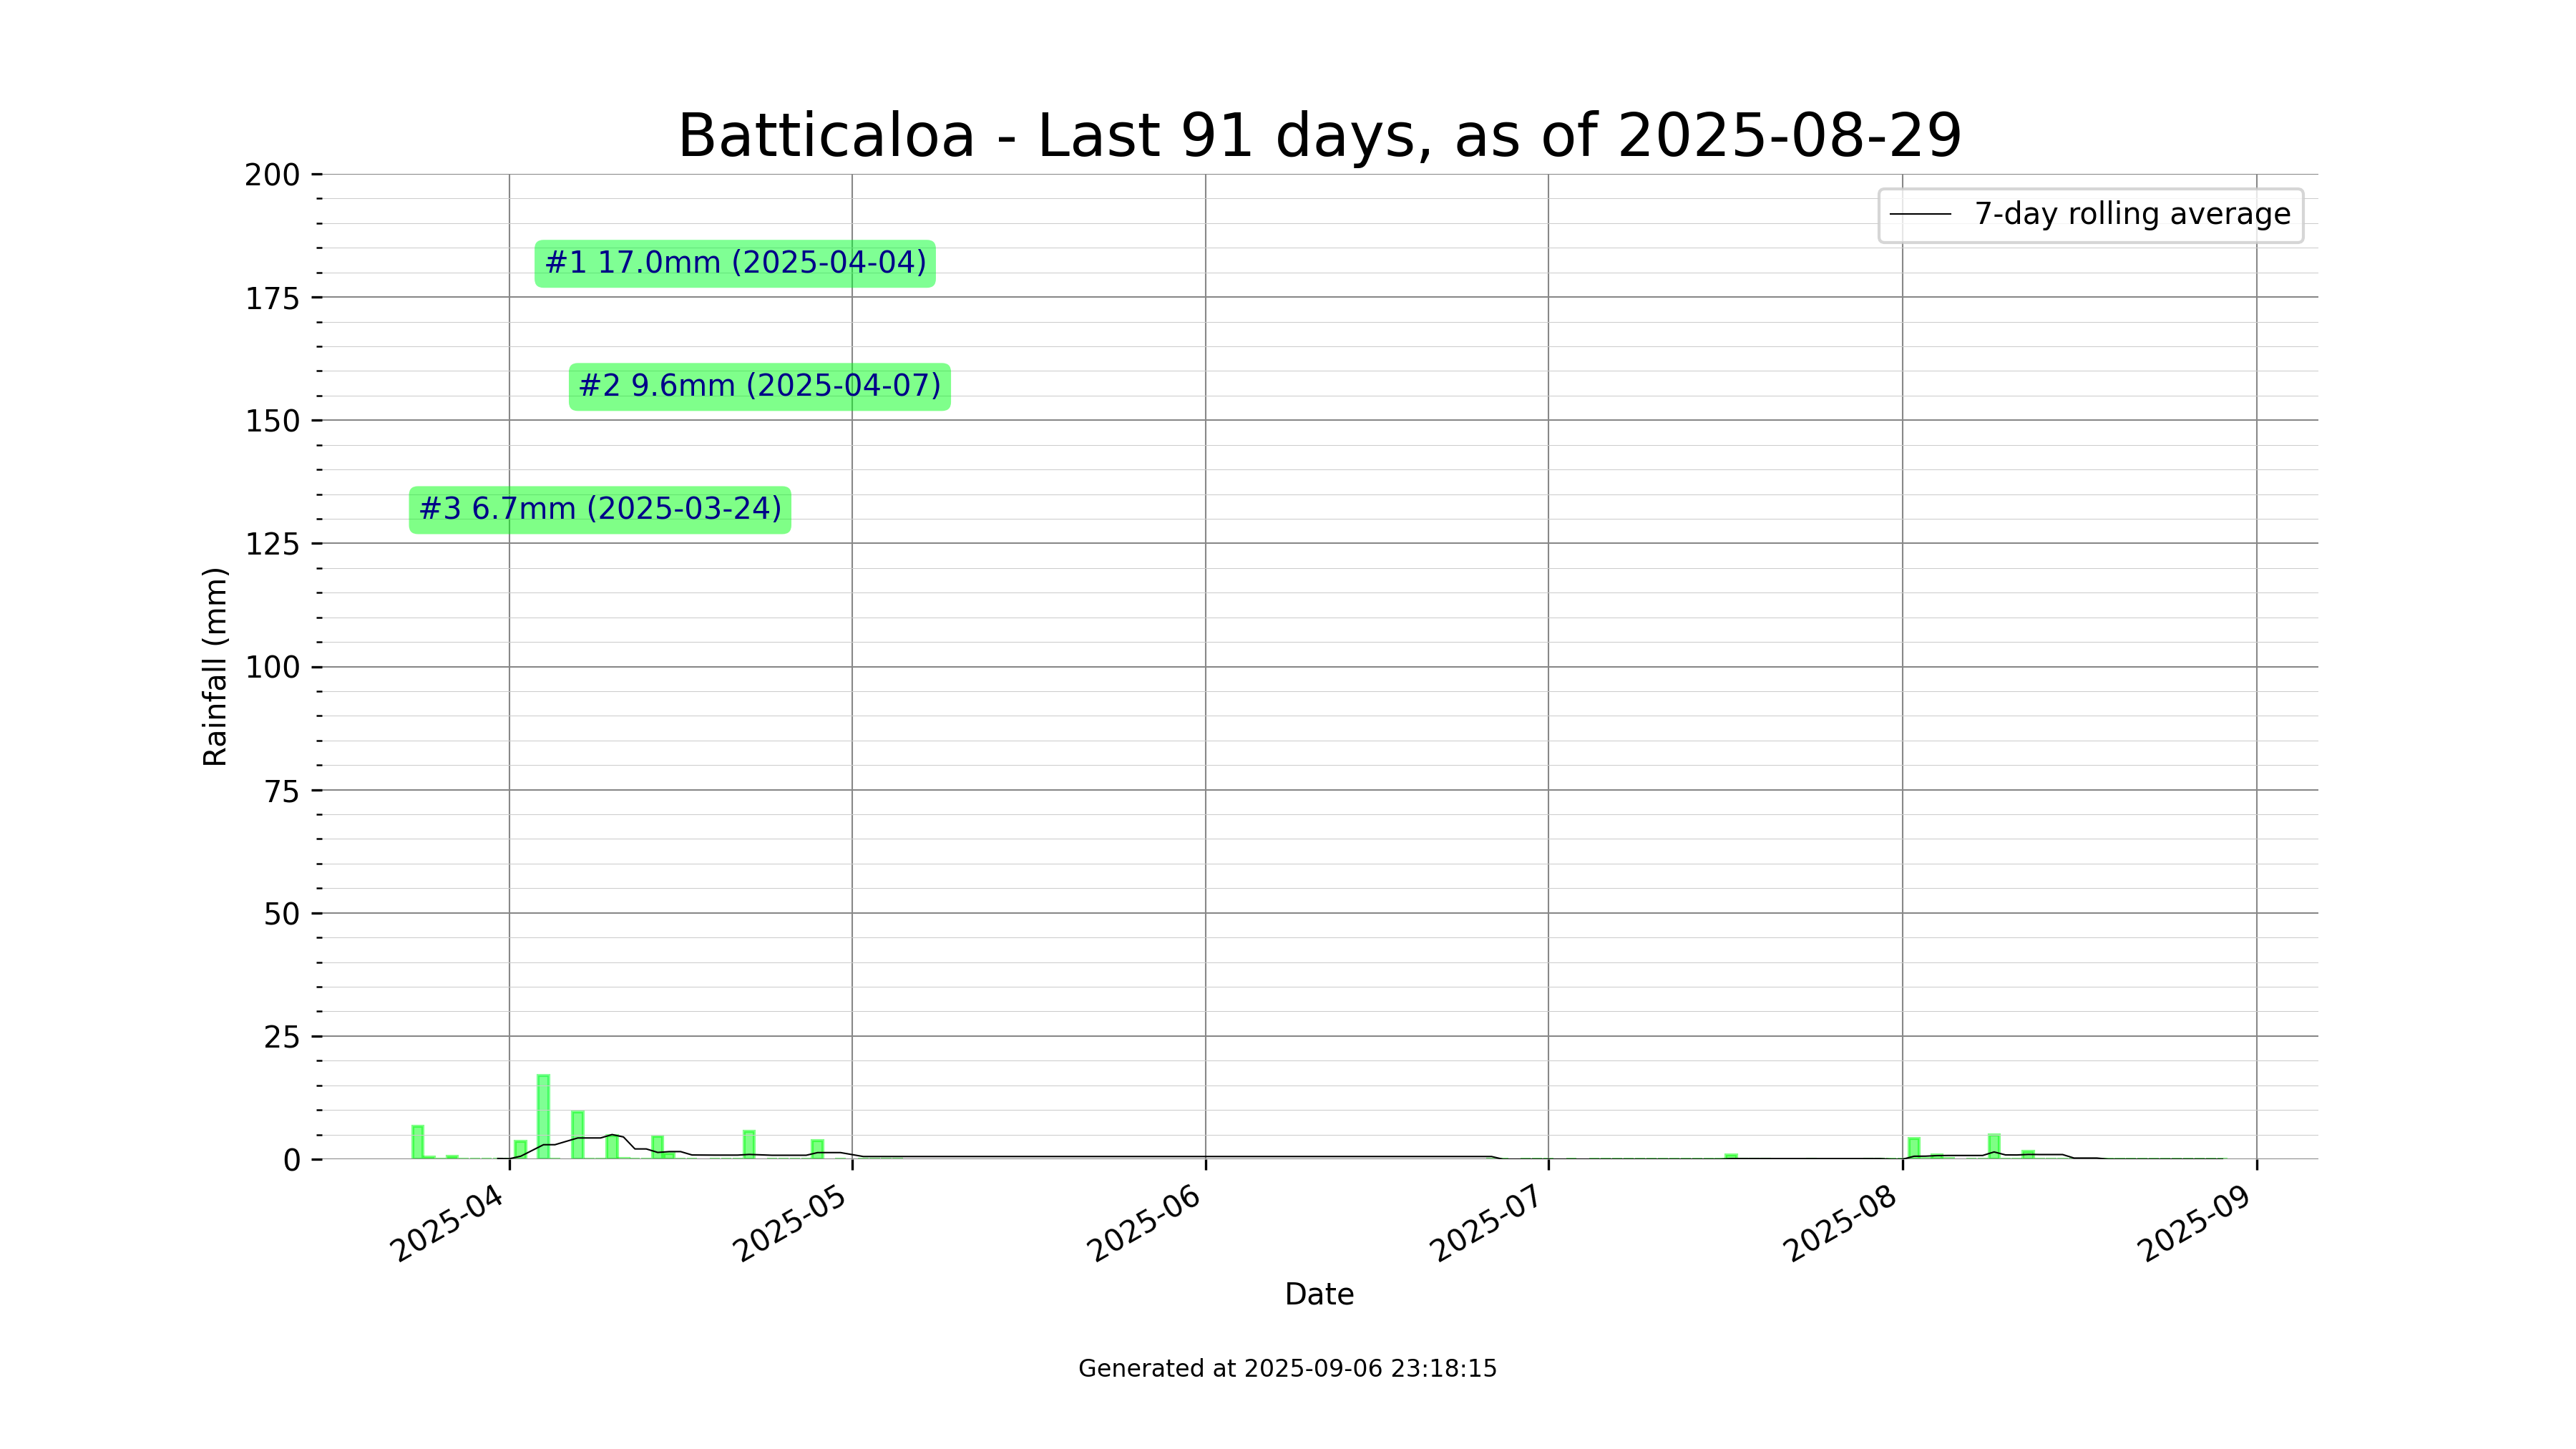 Batticaloa - Last 91 days, as of 2025-08-29
7-day rolling average
#1 17.0mm (2025-04-04)
#2 9.6mm (2025-04-07)
#3 6.7mm (2025-03-24)
Rainfall (mm)
200
175
150
125
100
75
50
25
0
2025-04
2025-05
2025-06
2025-07
2025-08
2025-09
Date
Generated at 2025-09-06 23:18:15